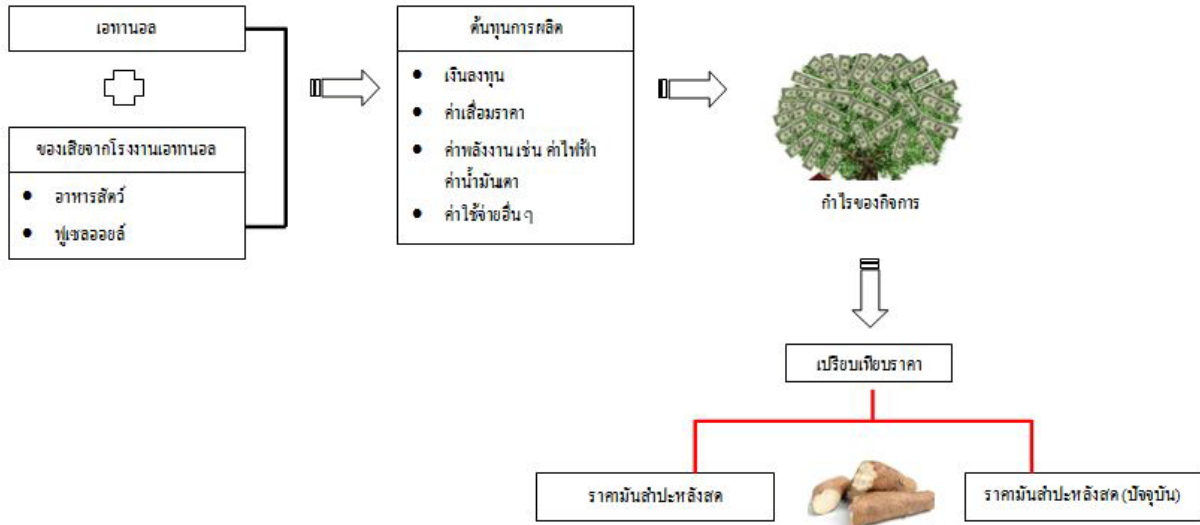 เอทานอล
ของเสียจากโรงงานเอทานอล
● อาหารสัตว์
● ฟูเซลออยล์
ต้นทุนการผลิต
● เงินลงทุน
● ค่าเสื่อมราคา
● ค่าพลังงาน เช่น ค่าไฟฟ้า
ค่าน้ำมันเตา
● ค่าใช้จ่ายอื่น ๆ
กำไรของกิจการ
เปรียบเทียบราคา
ราคามันสำปะหลังสด
ราคามันสำปะหลังสด (ปัจจุบัน)